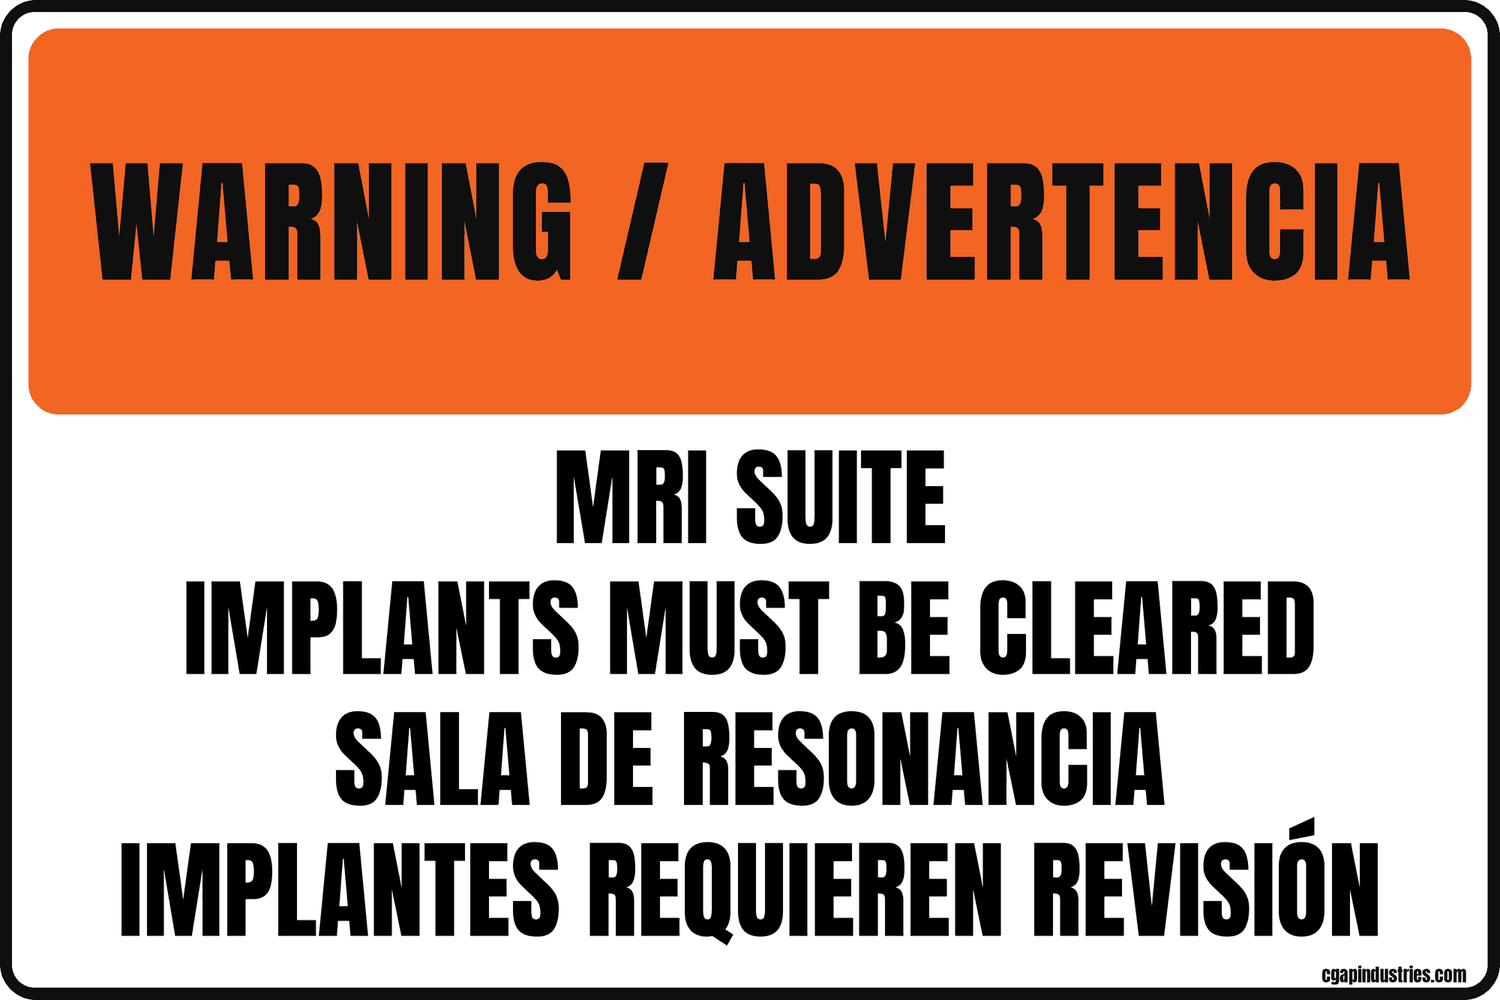 WARNING / ADVERTENCIA
MRI SUITE
IMPLANTS MUST BE CLEARED
SALA DE RESONANCIA
IMPLANTES REQUIEREN REVISIÓN
cgapindustries.com